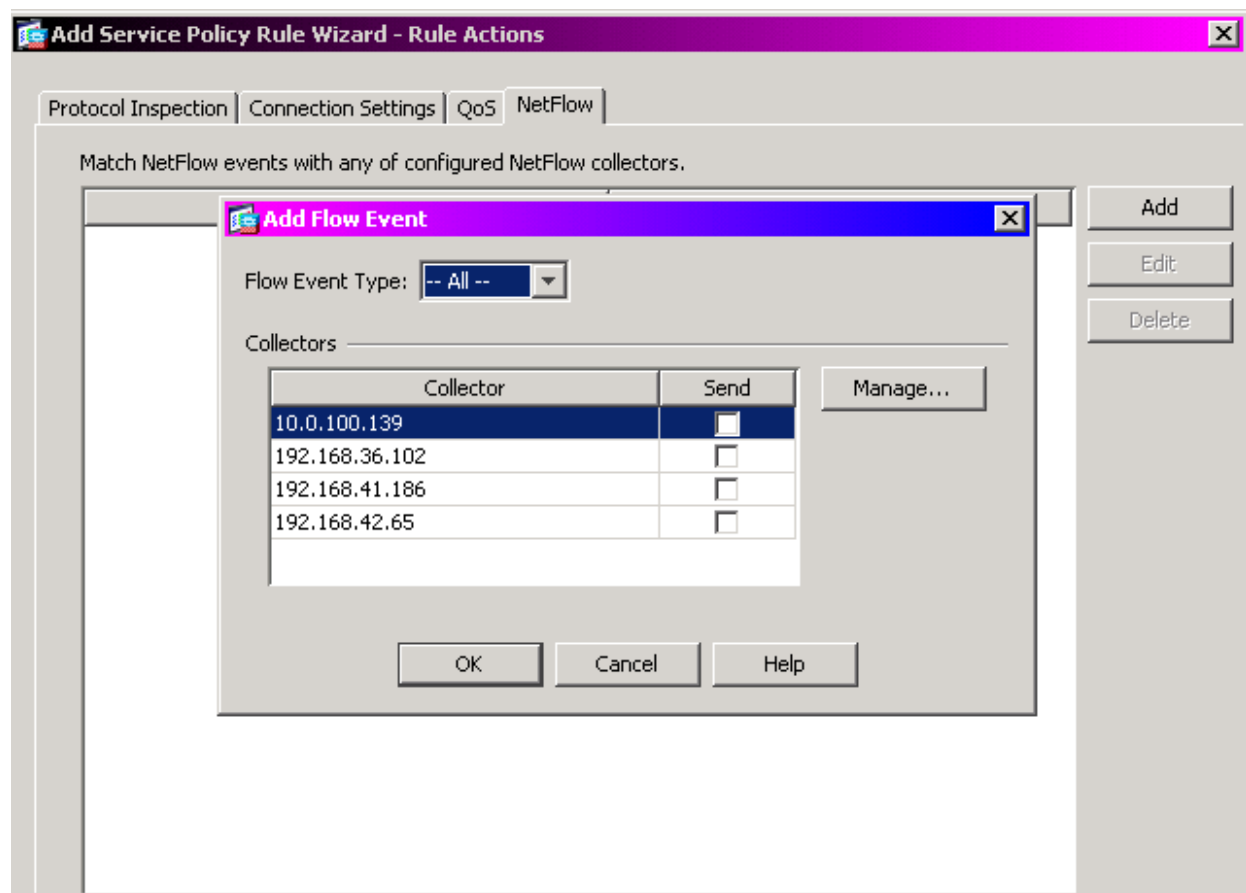 Add Service Policy Rule Wizard - Rule Actions
Protocol Inspection Connection Settings QoS NetFlow
Match NetFlow events with any of configured NetFlow collectors.
Add
Edit
Delete
Add Flow Event
Flow Event Type: -- All --
Collectors
Collector Send
Manage...
10.0.100.139
192.168.36.102
192.168.41.186
192.168.42.65
OK Cancel Help